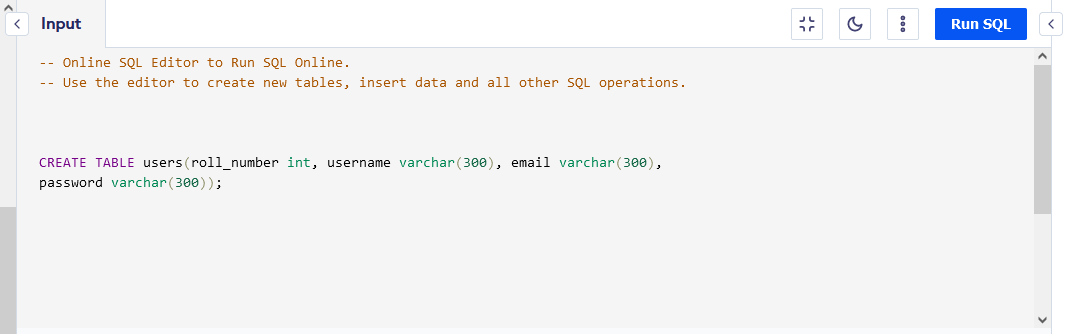 Input
Run SQL
-- Online SQL Editor to Run SQL Online.
-- Use the editor to create new tables, insert data and all other SQL operations.
CREATE TABLE users(roll_number int, username varchar(300), email varchar(300),
password varchar(300));